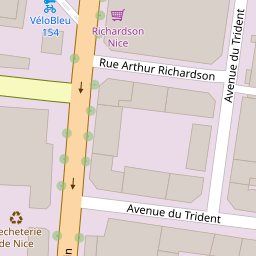 VéloBleu
154
Richardson
Nice
Rue Arthur Richardson
Avenue du Trident
Avenue du Trident
echeterie
de Nice